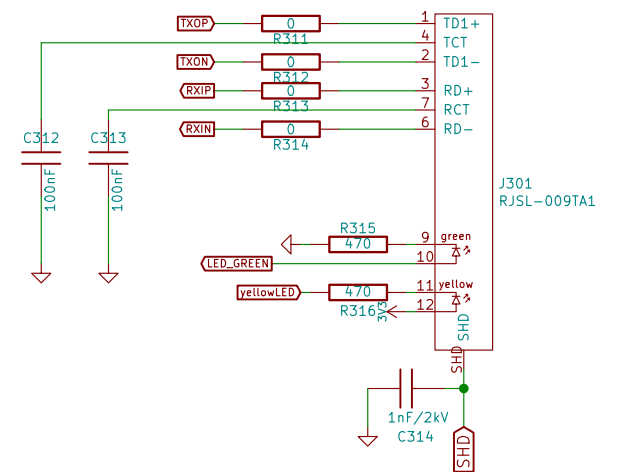 TXOP
0
R311
1
TD1+
4
TCT
TXON
0
R312
2
TD1-
RXIP
0
R313
3
RD+
7
RCT
RXIN
0
R314
6
RD-
C312
100nF
C313
100nF
J301
RJSL-009TA1
R315
470
9
green
LED_GREEN
10
yellowLED
470
R316
11
yellow
3V3
12
SHD
SHD
1nF/2kV
C314
SHD